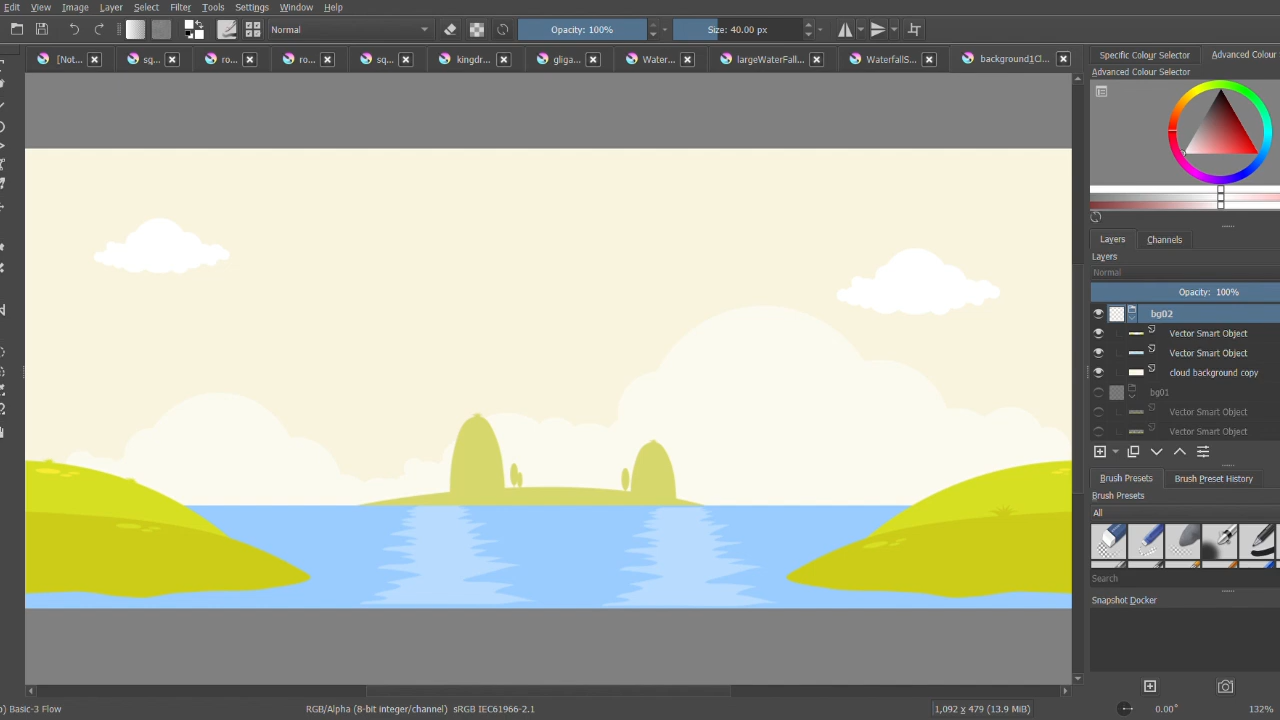 Edit View Image Layer Select Filter Tools Settings Window Help
Normal Opacity: 100% Size: 40.00 px
[Not... sq... ro... ro... sq... kingdr... gliga... Water... largeWaterFall... WaterfallS... background1Cl...
Specific Colour Selector Advanced Colour
Advanced Colour Selector
Layers Channels
Layers
Normal
Opacity: 100%
bg02
Vector Smart Object
Vector Smart Object
cloud background copy
bg01
Vector Smart Object
Vector Smart Object
Brush Presets Brush Preset History
Brush Presets
All
Search
Snapshot Docker
) Basic-3 Flow RGB/Alpha (8-bit integer/channel) sRGB IEC61966-2.1 1,092 x 479 (13.9 MiB) 0.00° 132%